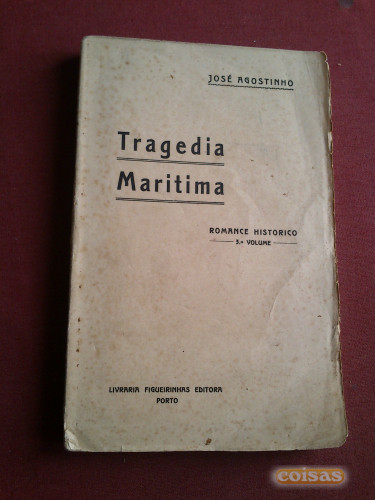 JOSÉ AGOSTINHO
Tragedia
Maritima
ROMANCE HISTORICO
3.º VOLUME
LIVRARIA FIGUEIRINHAS EDITORA
PORTO
coisas